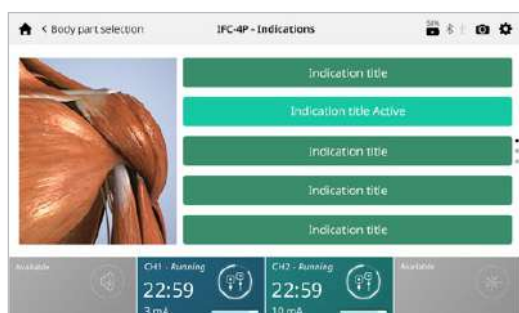 < Body part selection
IFC-4P - Indications
58%
Indication title
Indication title Active
Indication title
Indication title
Indication title
Available
CH1 - Running
22:59
3 mA
CH2 - Running
22:59
10 mA
Available